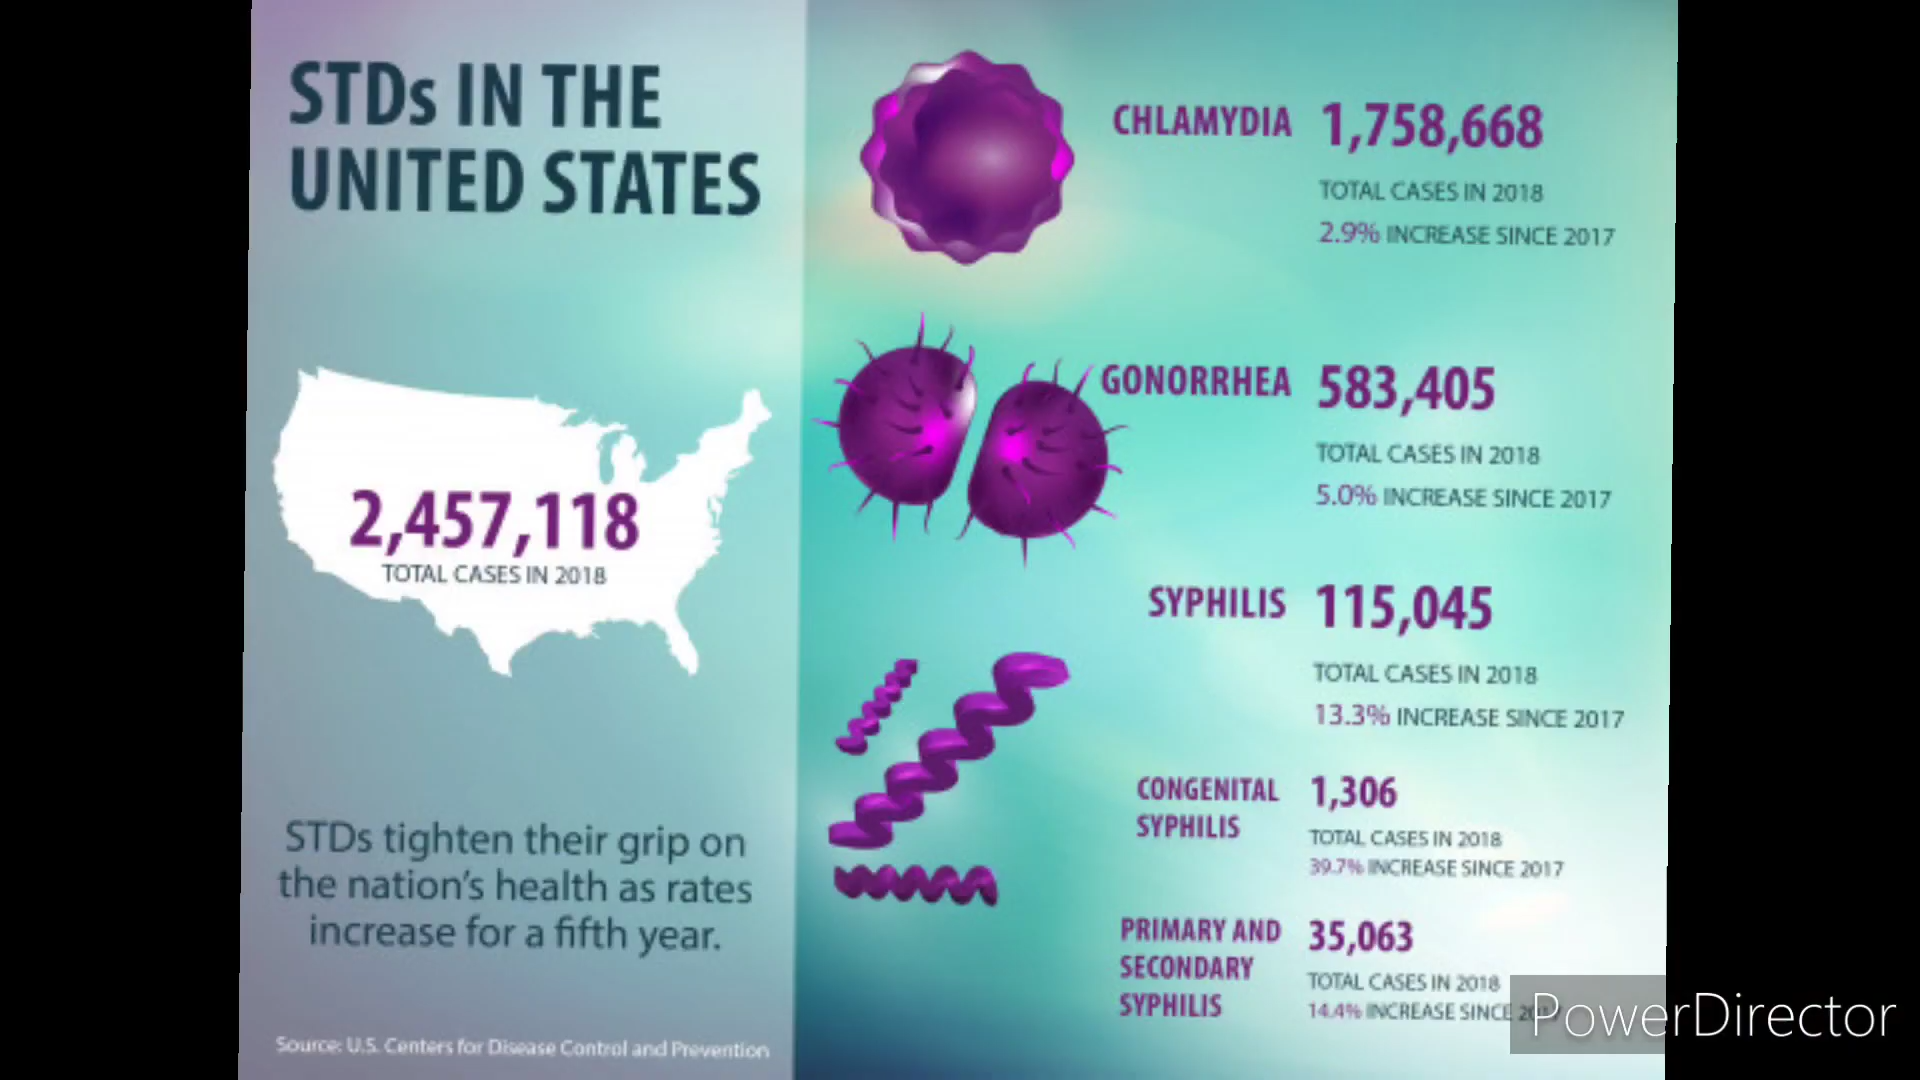 STDs IN THE
UNITED STATES
2,457,118
TOTAL CASES IN 2018
STDs tighten their grip on
the nation's health as rates
increase for a fifth year.
Source: U.S. Centers for Disease Control and Prevention
CHLAMYDIA 1,758,668
TOTAL CASES IN 2018
2.9% INCREASE SINCE 2017
GONORRHEA 583,405
TOTAL CASES IN 2018
5.0% INCREASE SINCE 2017
SYPHILIS 115,045
TOTAL CASES IN 2018
13.3% INCREASE SINCE 2017
CONGENITAL
SYPHILIS
1,306
TOTAL CASES IN 2018
39.7% INCREASE SINCE 2017
PRIMARY AND
SECONDARY
SYPHILIS
35,063
TOTAL CASES IN 2018
14.4% INCREASE SINCE
PowerDirector